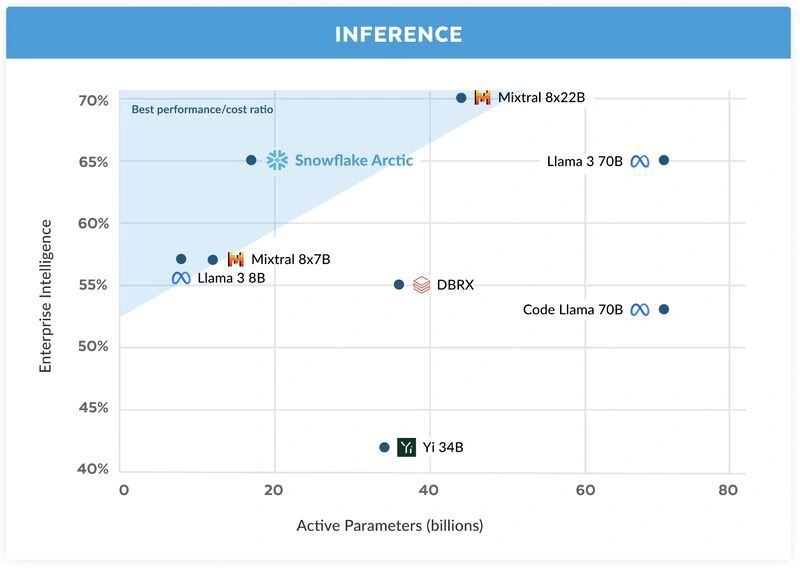 INFERENCE
70%
Best performance/cost ratio
Mixtral 8x22B
65%
Snowflake Arctic
Llama 3 70B
60%
Mixtral 8x7B
Llama 3 8B
55%
DBRX
Code Llama 70B
50%
45%
Yi
Yi 34B
40%
Enterprise Intelligence
0
20
40
60
80
Active Parameters (billions)